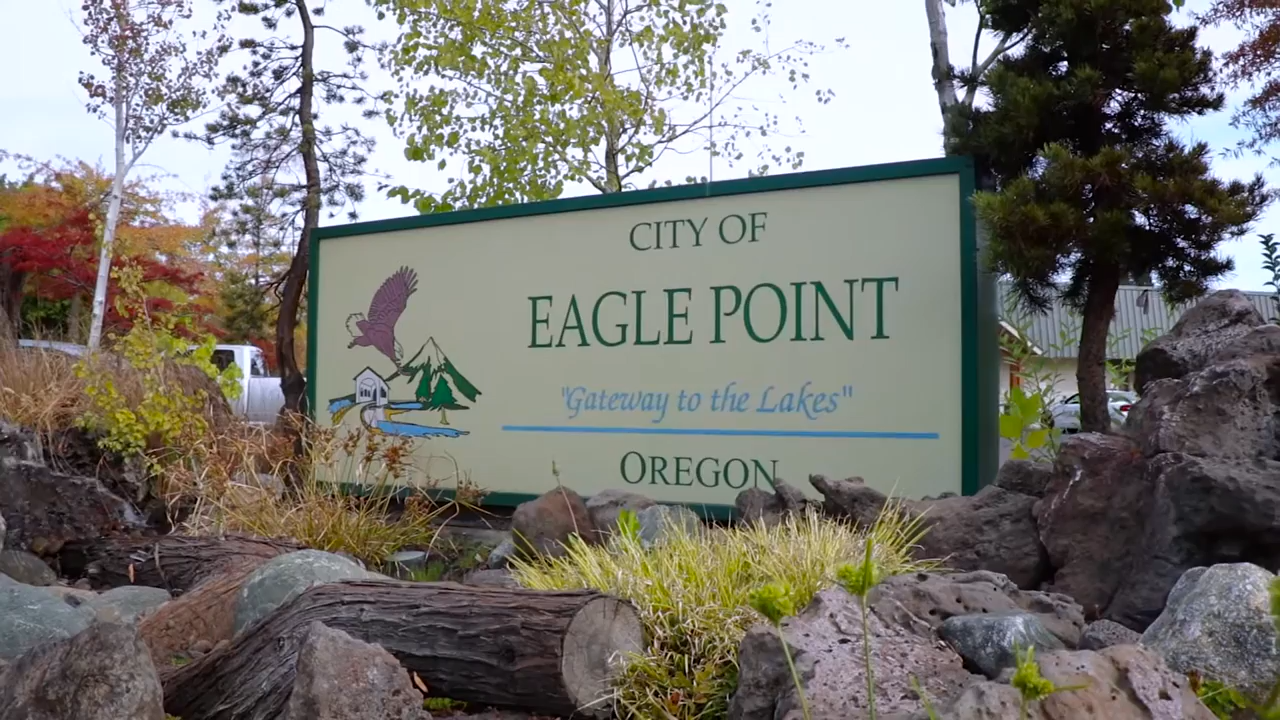 CITY OF
EAGLE POINT
"Gateway to the Lakes"
OREGON